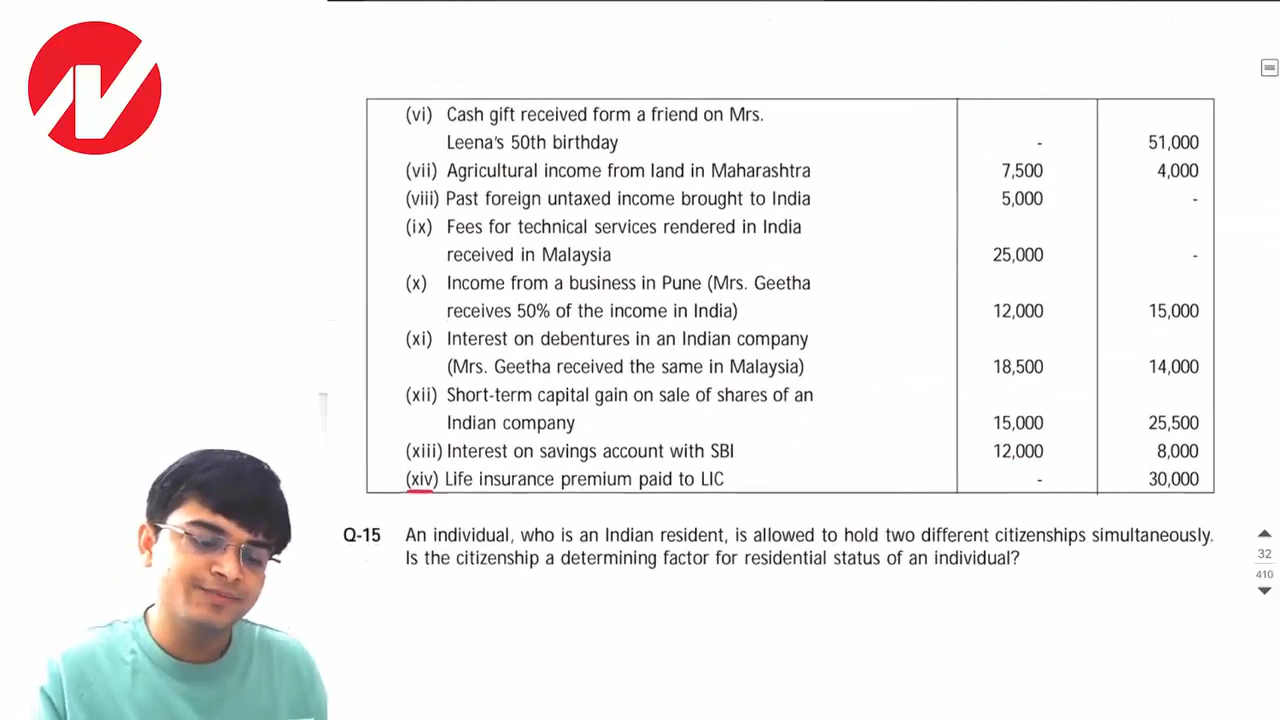 (vi) Cash gift received form a friend on Mrs.
Leena's 50th birthday - 51,000
(vii) Agricultural income from land in Maharashtra 7,500 4,000
(viii) Past foreign untaxed income brought to India 5,000 -
(ix) Fees for technical services rendered in India
received in Malaysia 25,000 -
(x) Income from a business in Pune (Mrs. Geetha
receives 50% of the income in India) 12,000 15,000
(xi) Interest on debentures in an Indian company
(Mrs. Geetha received the same in Malaysia) 18,500 14,000
(xii) Short-term capital gain on sale of shares of an
Indian company 15,000 25,500
(xiii) Interest on savings account with SBI 12,000 8,000
(xiv) Life insurance premium paid to LIC - 30,000
Q-15 An individual, who is an Indian resident, is allowed to hold two different citizenships simultaneously.
Is the citizenship a determining factor for residential status of an individual?
32
410